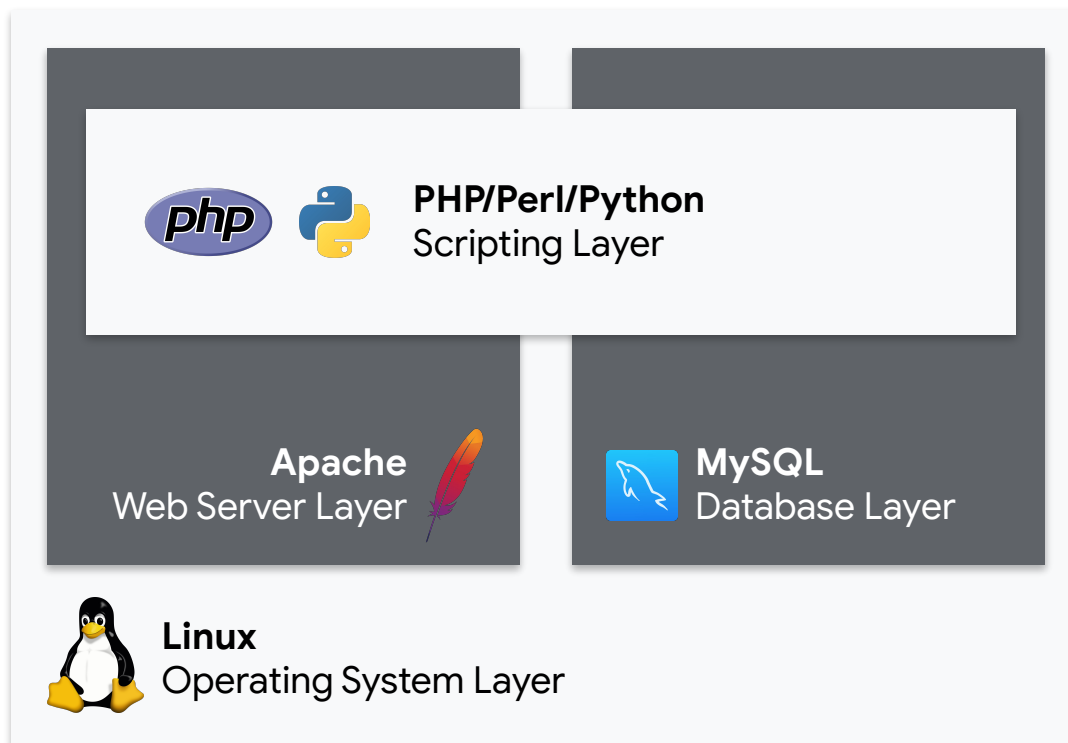 php
PHP/Perl/Python
Scripting Layer
Apache
Web Server Layer
MySQL
Database Layer
Linux
Operating System Layer